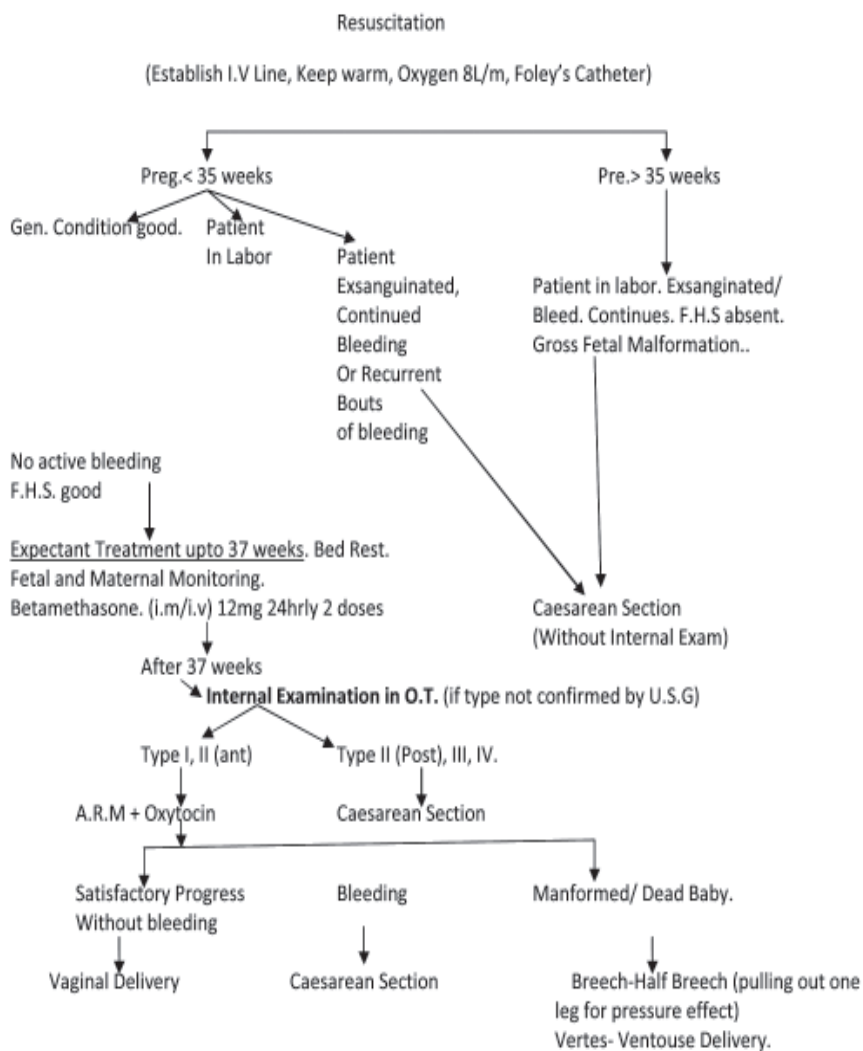 Resuscitation
(Establish I.V Line, Keep warm, Oxygen 8L/m, Foley's Catheter)
Preg.< 35 weeks
Pre.> 35 weeks
Gen. Condition good.
Patient
In Labor
Patient
Exsanguinated,
Continued
Bleeding
Or Recurrent
Bouts
of bleeding
Patient in labor. Exsanginated/
Bleed. Continues. F.H.S absent.
Gross Fetal Malformation..
No active bleeding
F.H.S. good
Expectant Treatment upto 37 weeks. Bed Rest.
Fetal and Maternal Monitoring.
Betamethasone. (i.m/i.v) 12mg 24hrly 2 doses
Caesarean Section
(Without Internal Exam)
After 37 weeks
Internal Examination in O.T. (if type not confirmed by U.S.G)
Type I, II (ant)
Type II (Post), III, IV.
A.R.M + Oxytocin
Caesarean Section
Satisfactory Progress
Without bleeding
Bleeding
Manformed/ Dead Baby.
Vaginal Delivery
Caesarean Section
Breech-Half Breech (pulling out one
leg for pressure effect)
Vertes- Ventouse Delivery.